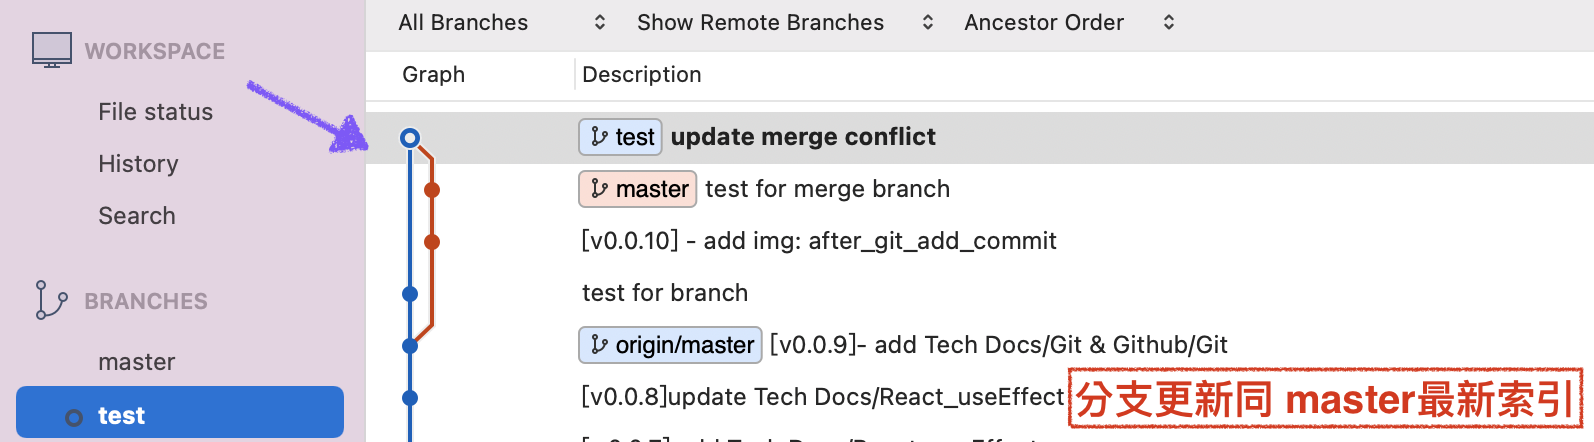 All Branches Show Remote Branches Ancestor Order
WORKSPACE
File status
History
Search
BRANCHES
master
test
Graph Description
test update merge conflict
master test for merge branch
[v0.0.10] - add img: after_git_add_commit
test for branch
origin/master [v0.0.9]- add Tech Docs/Git & Github/Git
[v0.0.8]update Tech Docs/React_useEffect
分支更新同 master最新索引